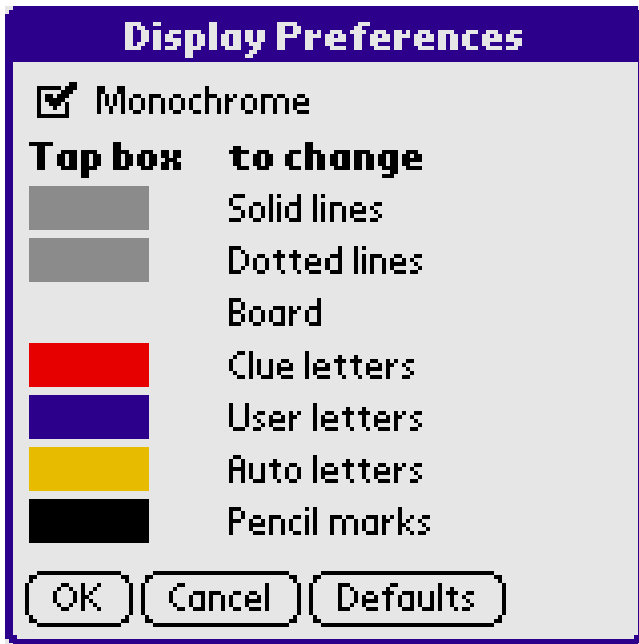 Display Preferences
Monochrome
Tap box to change
Solid lines
Dotted lines
Board
Clue letters
User letters
Auto letters
Pencil marks
OK Cancel Defaults